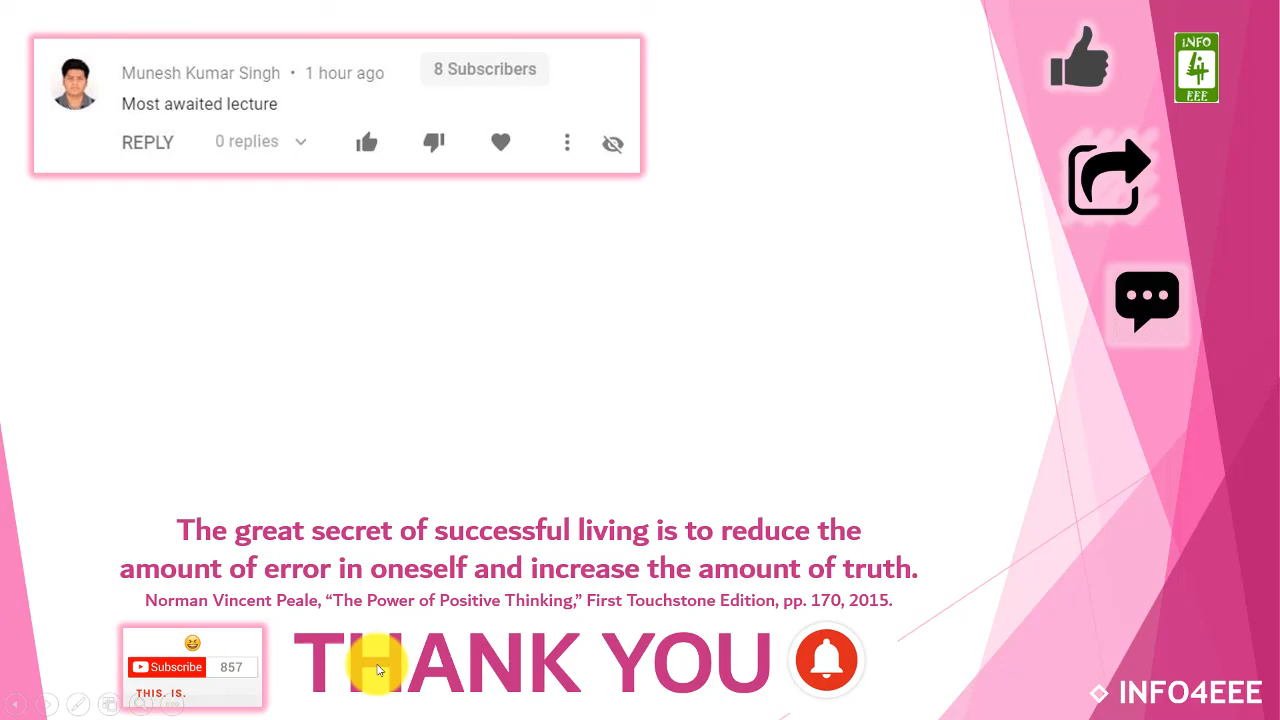 Munesh Kumar Singh • 1 hour ago
8 Subscribers
Most awaited lecture
REPLY 0 replies
INFO
4
EEE
The great secret of successful living is to reduce the
amount of error in oneself and increase the amount of truth.
Norman Vincent Peale, “The Power of Positive Thinking,” First Touchstone Edition, pp. 170, 2015.
Subscribe 857
THIS. IS.
THANK YOU
INFO4EEE